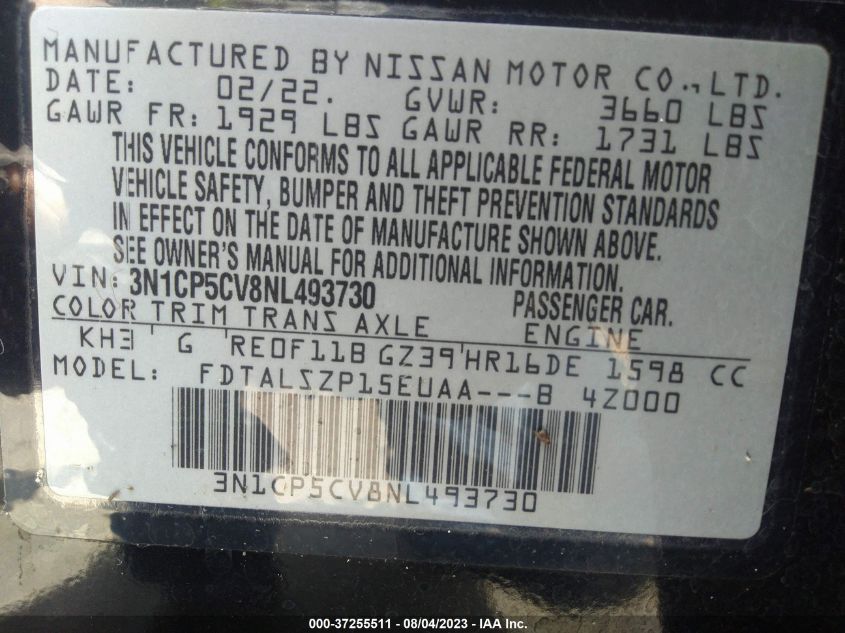 MANUFACTURED BY NISSAN MOTOR CO., LTD.
DATE: 02/22. GVWR: 3660 LBS
GAWR FR: 1929 LBS GAWR RR: 1731 LBS
THIS VEHICLE CONFORMS TO ALL APPLICABLE FEDERAL MOTOR
VEHICLE SAFETY, BUMPER AND THEFT PREVENTION STANDARDS
IN EFFECT ON THE DATE OF MANUFACTURE SHOWN ABOVE.
SEE OWNER'S MANUAL FOR ADDITIONAL INFORMATION.
VIN: 3N1CP5CV8NL493730 PASSENGER CAR.
COLOR TRIM TRANS AXLE ENGINE
KH3 ' G ' RE0F11B GZ39 ' HR16DE 1598 CC
MODEL: FDTALSZP15EUAA---B 4Z000
3N1CP5CV8NL493730
000-37255511 - 08/04/2023 - IAA Inc.